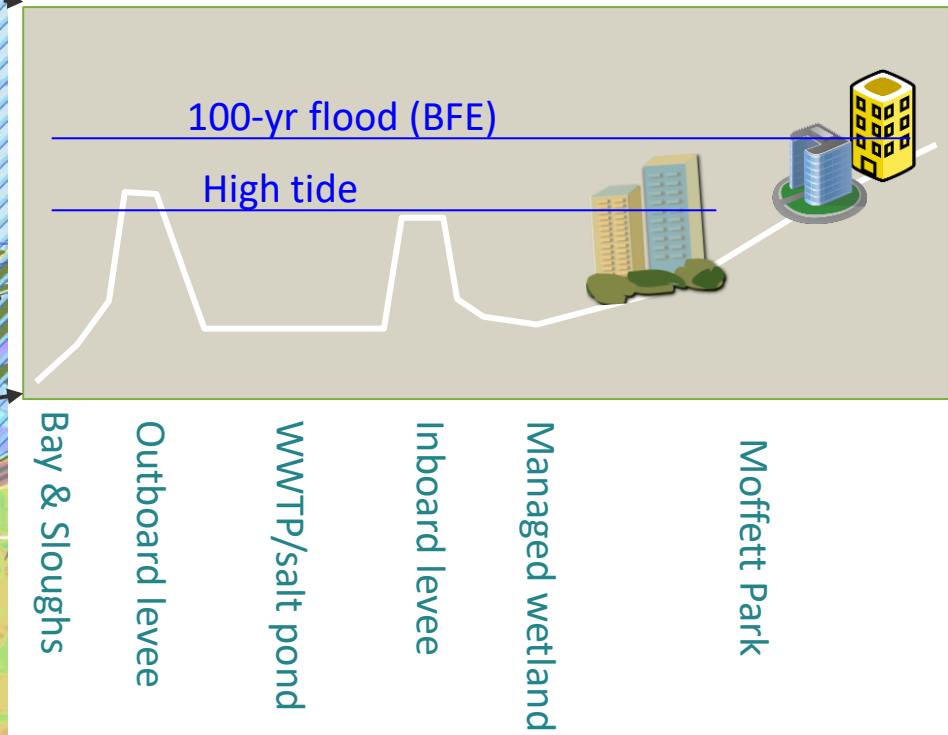 100-yr flood (BFE)
High tide
Bay & Sloughs
Outboard levee
WWTP/salt pond
Inboard levee
Managed wetland
Moffett Park